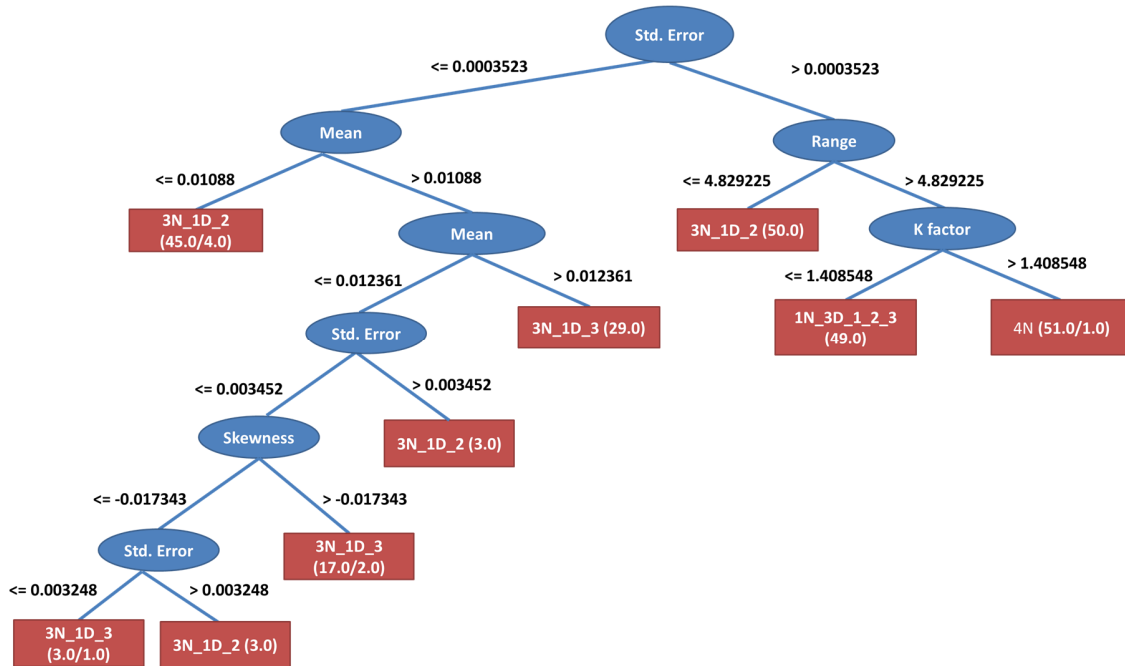 Std. Error
<= 0.0003523
> 0.0003523
Mean
Range
<= 0.01088
> 0.01088
<= 4.829225
> 4.829225
3N_1D_2
(45.0/4.0)
Mean
3N_1D_2 (50.0)
K factor
<= 0.012361
> 0.012361
<= 1.408548
> 1.408548
Std. Error
3N_1D_3 (29.0)
1N_3D_1_2_3
(49.0)
4N (51.0/1.0)
<= 0.003452
> 0.003452
Skewness
3N_1D_2 (3.0)
<= -0.017343
> -0.017343
Std. Error
3N_1D_3
(17.0/2.0)
<= 0.003248
> 0.003248
3N_1D_3
(3.0/1.0)
3N_1D_2 (3.0)